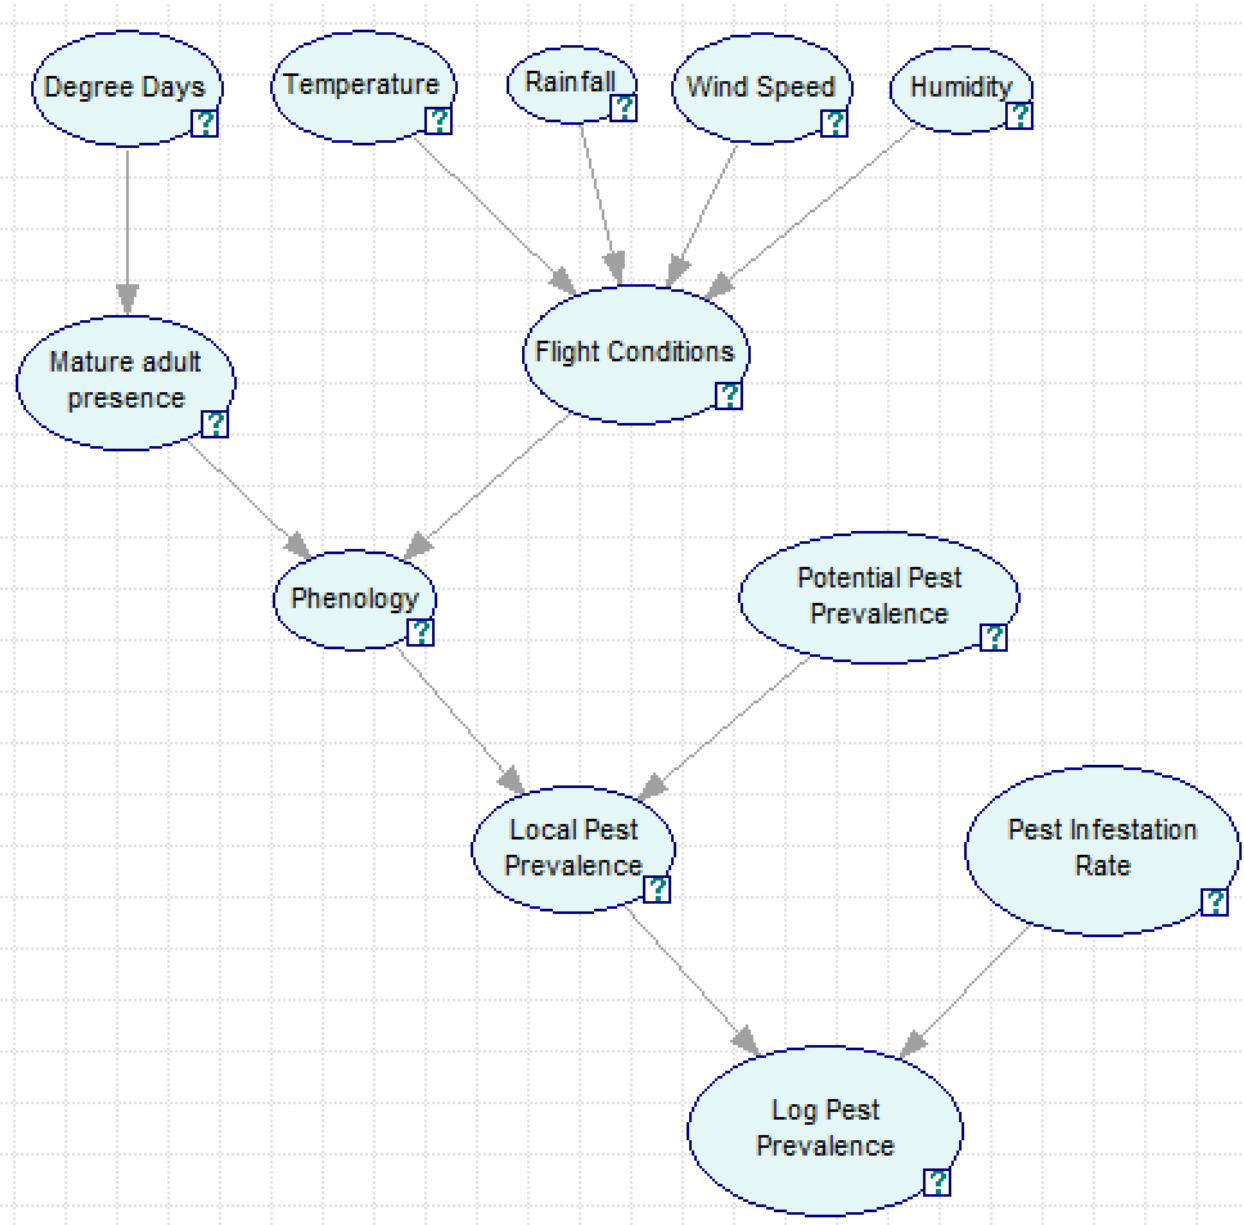 Degree Days
?
Temperature
?
Rainfall
?
Wind Speed
?
Humidity
?
Mature adult
presence
?
Flight Conditions
?
Phenology
?
Potential Pest
Prevalence
?
Local Pest
Prevalence
?
Pest Infestation
Rate
?
Log Pest
Prevalence
?